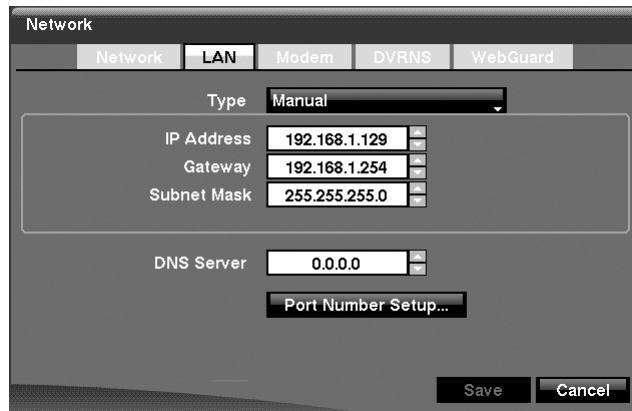 Network
Network LAN Modem DVRNS WebGuard
Type Manual
IP Address 192.168.1.129
Gateway 192.168.1.254
Subnet Mask 255.255.255.0
DNS Server 0.0.0.0
Port Number Setup...
Save Cancel